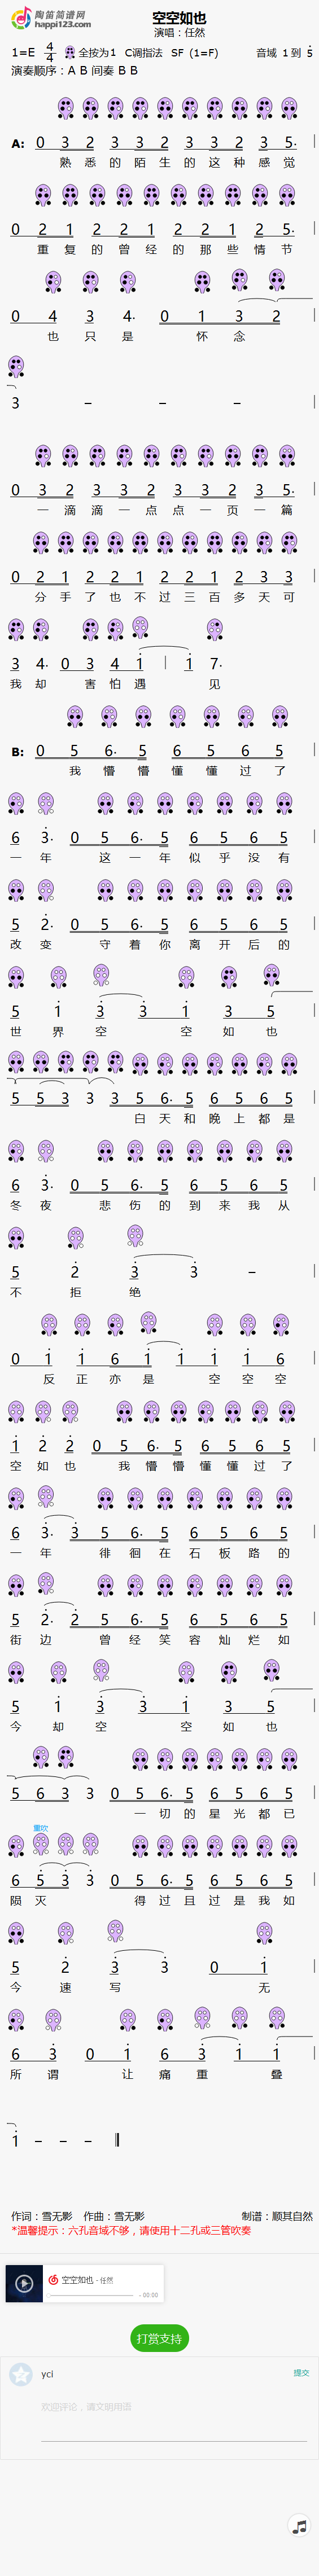 陶笛简谱网
happi123.com
空空如也
演唱：任然
1=E 4/4 全按为1 C调指法 SF (1=F) 音域 1 到 5
演奏顺序：A B 间奏 B B
A: 0 3 2 3 3 2 3 3 2 3 5·
熟 悉 的 陌 生 的 这 种 感 觉
0 2 1 2 2 1 2 2 1 2 5·
重 复 的 曾 经 的 那 些 情 节
0 4 3 4· 0 1 3 2
也 只 是 怀 念
3 - - -
0 3 2 3 3 2 3 3 2 3 5·
一 滴 滴 一 点 点 一 页 一 篇
0 2 1 2 2 1 2 2 1 2 3 3
分 手 了 也 不 过 三 百 多 天 可
3 4· 0 3 4 1 | 1 7·
我 却 害 怕 遇 见
B: 0 5 6· 5 6 5 6 5
我 懵 懵 懂 懂 过 了
6 3· 0 5 6· 5 6 5 6 5
一 年 这 一 年 似 乎 没 有
5 2· 0 5 6· 5 6 5 6 5
改 变 守 着 你 离 开 后 的
5 1 3 3 1 3 5
世 界 空 空 如 也
5 5 3 3 3 5 6· 5 6 5 6 5
白 天 和 晚 上 都 是
6 3· 0 5 6· 5 6 5 6 5
冬 夜 悲 伤 的 到 来 我 从
5 2 3 3 -
不 拒 绝
0 1 1 6 1 1 1 1 6
反 正 亦 是 空 空 空
1 2 2 0 5 6· 5 6 5 6 5
空 如 也 我 懵 懵 懂 懂 过 了
6 3· 3 5 6· 5 6 5 6 5
一 年 徘 徊 在 石 板 路 的
5 2· 2 5 6· 5 6 5 6 5
街 边 曾 经 笑 容 灿 烂 如
5 1 3 3 1 3 5
今 却 空 空 如 也
5 6 3 3 0 5 6· 5 6 5 6 5
一 切 的 星 光 都 已
重吹
6 5 3 3 0 5 6· 5 6 5 6 5
陨 灭 得 过 且 过 是 我 如
5 2 3 3 0 1
今 速 写 无
6 3 0 1 6 3 1 1
所 谓 让 痛 重 叠
1 - - -
作词：雪无影 作曲：雪无影 制谱：顾其自然
*温馨提示：六孔音域不够，请使用十二孔或三管吹奏
空空如也 - 任然
- 00:00
打赏支持
yci 提交
欢迎评论，请文明用语